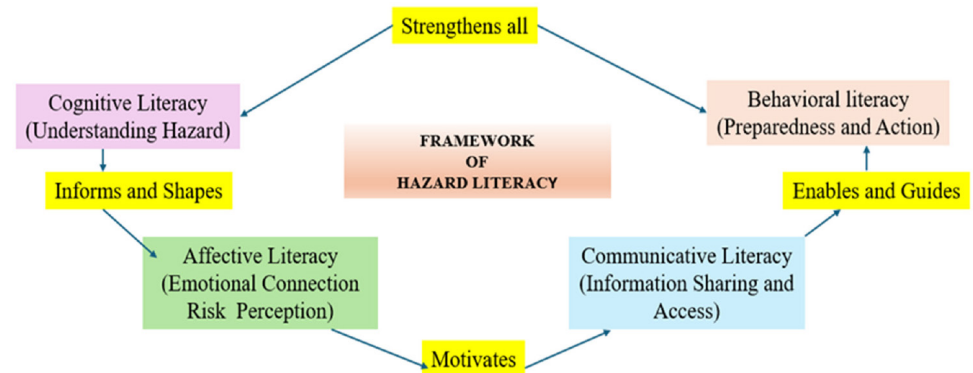 Strengthens all
Cognitive Literacy
(Understanding Hazard)
Behavioral literacy
(Preparedness and Action)
FRAMEWORK
OF
HAZARD LITERACY
Informs and Shapes
Enables and Guides
Affective Literacy
(Emotional Connection
Risk Perception)
Communicative Literacy
(Information Sharing and
Access)
Motivates